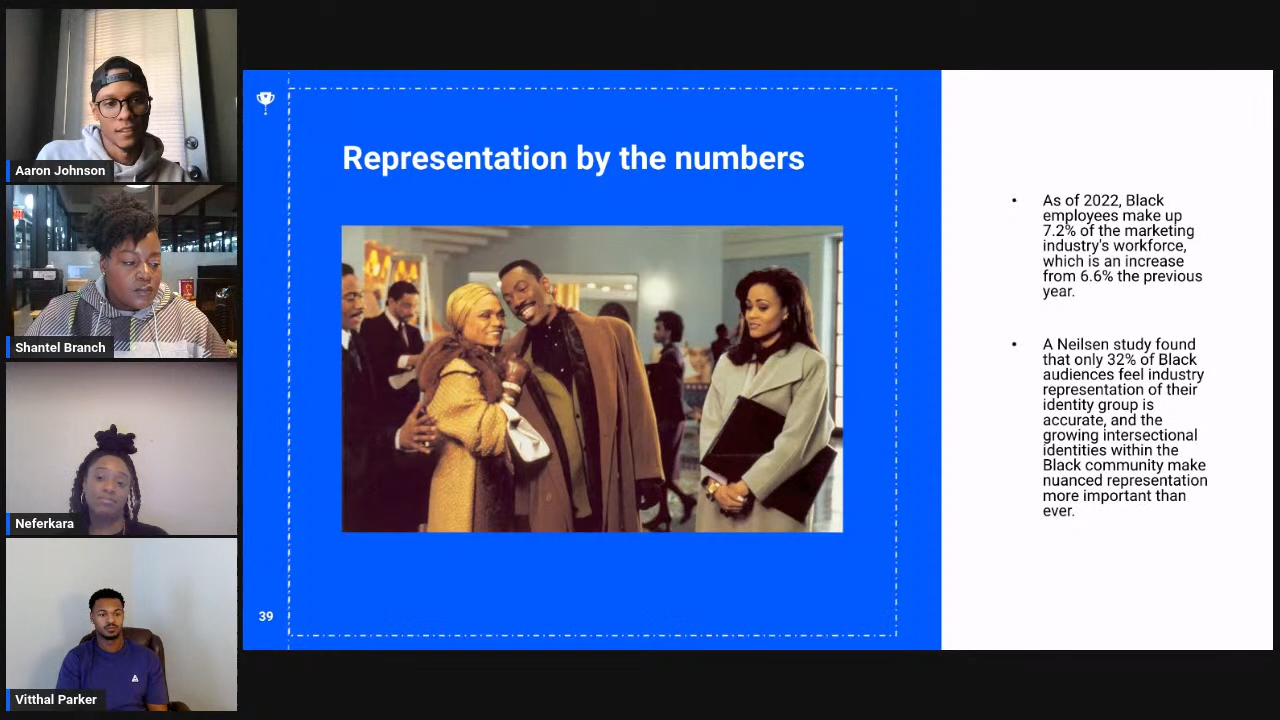 Aaron Johnson
Shantel Branch
Neferkara
Vitthal Parker
Representation by the numbers
39
• As of 2022, Black
employees make up
7.2% of the marketing
industry's workforce,
which is an increase
from 6.6% the previous
year.
• A Neilsen study found
that only 32% of Black
audiences feel industry
representation of their
identity group is
accurate, and the
growing intersectional
identities within the
Black community make
nuanced representation
more important than
ever.